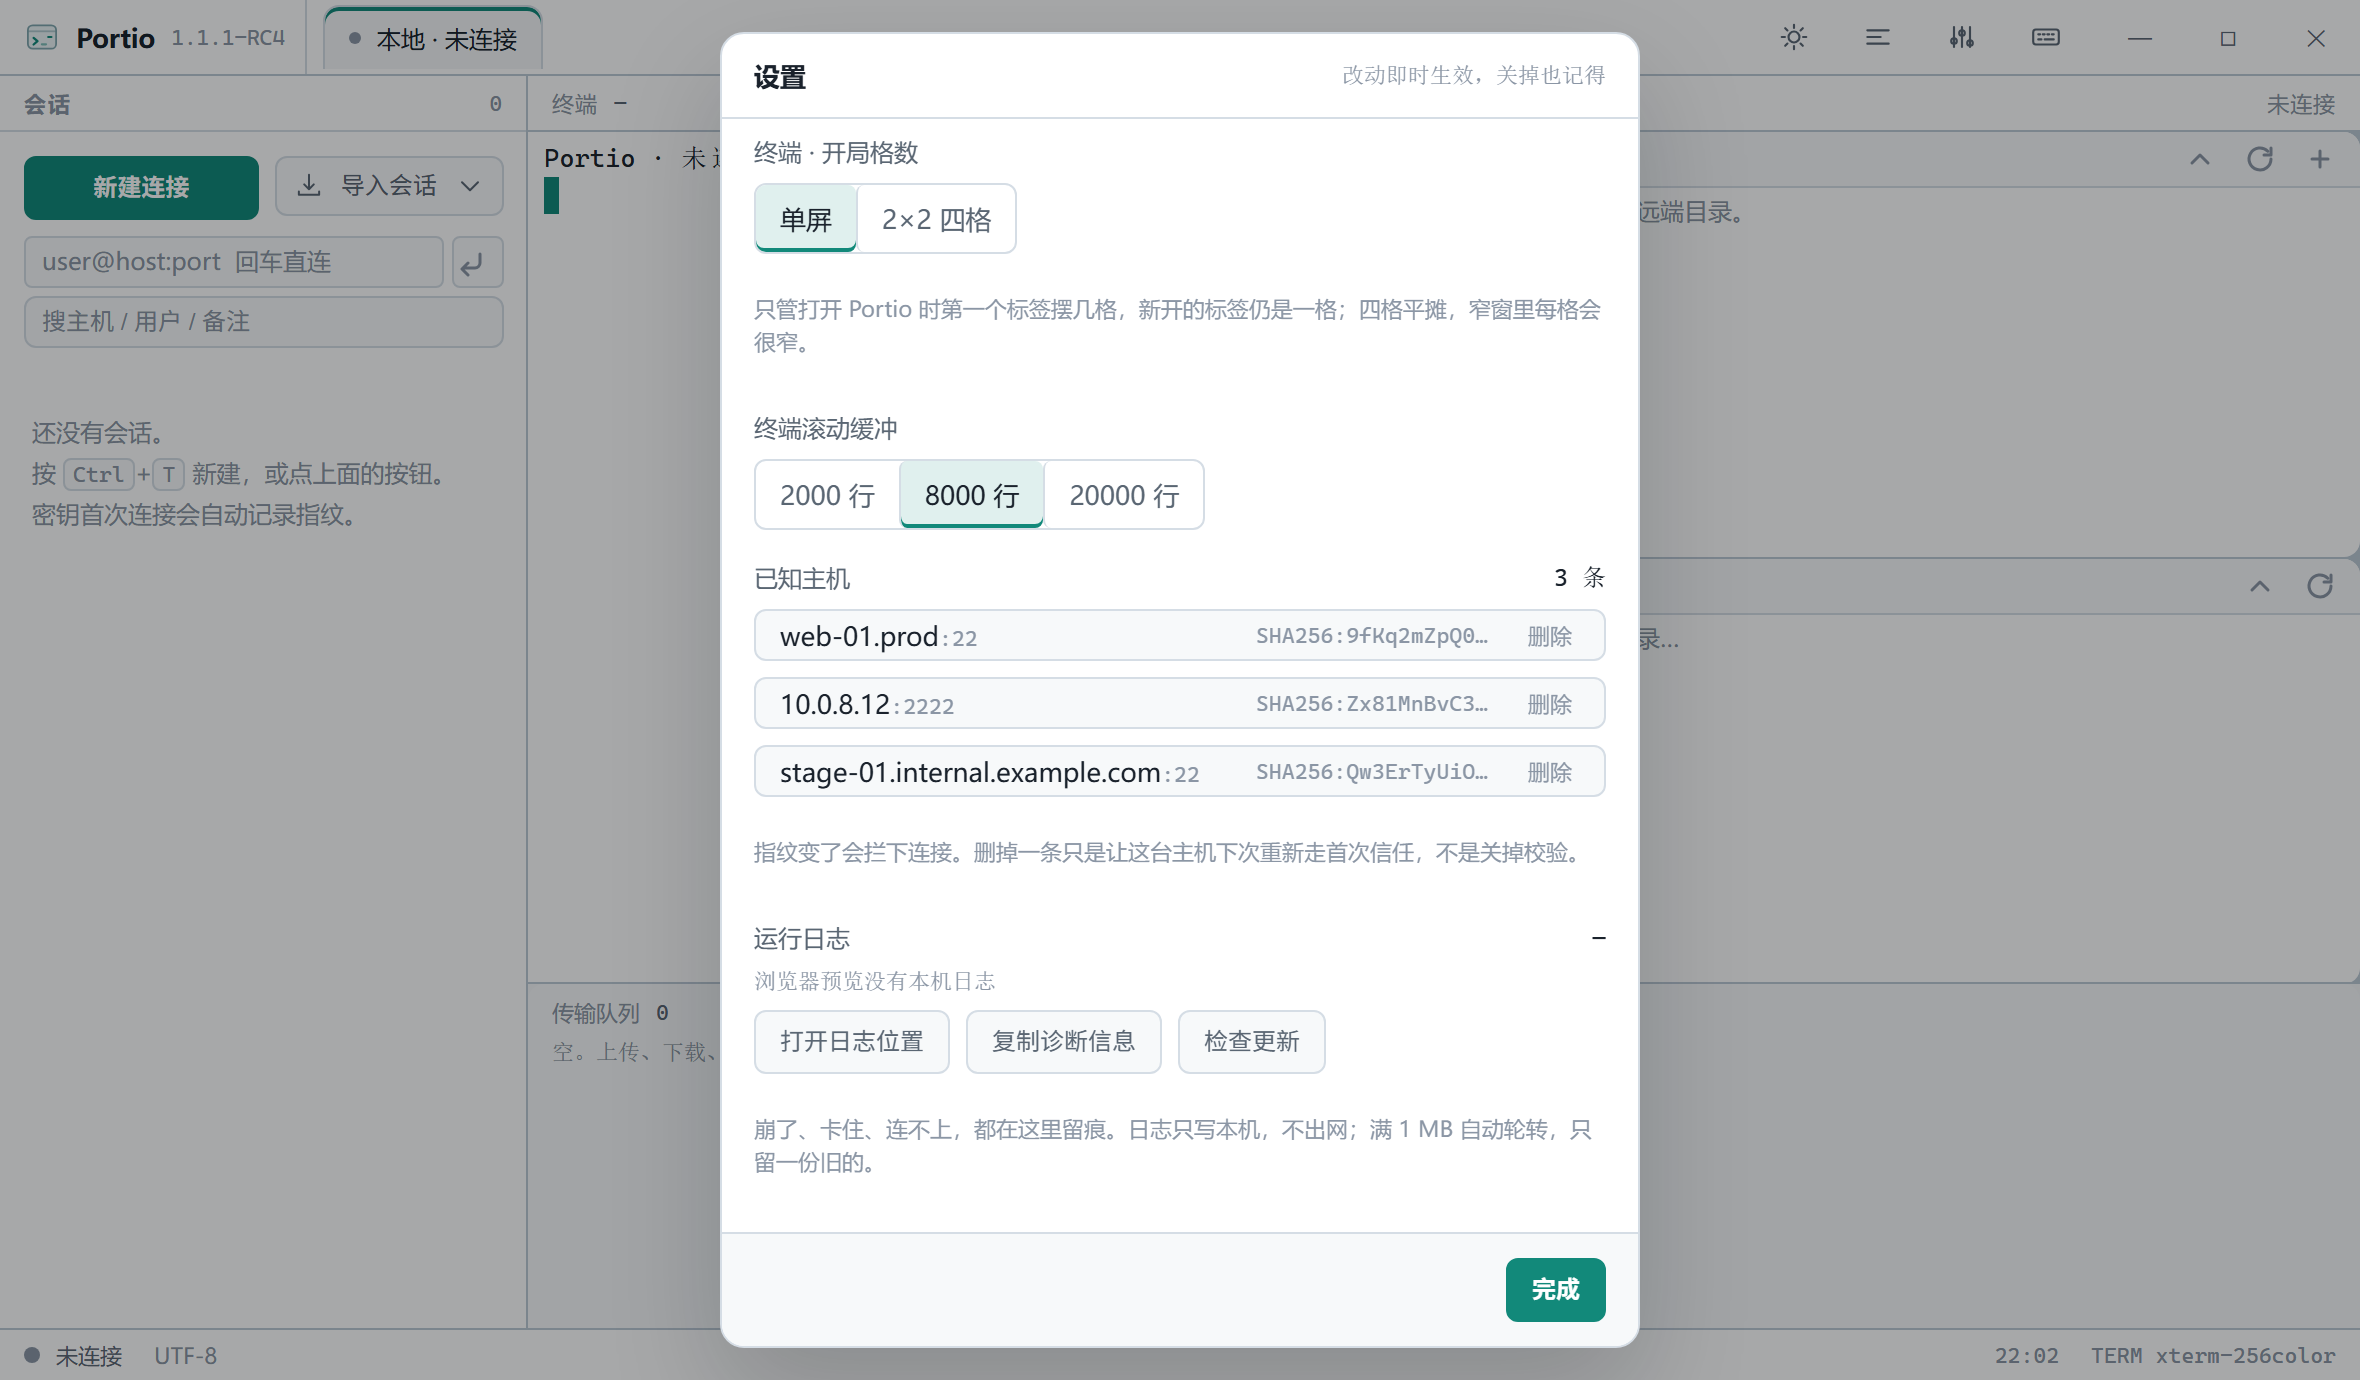 Portio 1.1.1-RC4
本地 · 未连接
会话 0
新建连接
导入会话
user@host:port 回车直连
搜主机 / 用户 / 备注
还没有会话。
按 Ctrl+T 新建，或点上面的按钮。
密钥首次连接会自动记录指纹。
终端 —
未连接
Portio · 未
远端目录。
录…
传输队列 0
空。上传、下载、
设置
改动即时生效，关掉也记得
终端 · 开局格数
单屏
2×2 四格
只管打开 Portio 时第一个标签摆几格，新开的标签仍是一格；四格平摊，窄窗里每格会
很窄。
终端滚动缓冲
2000 行
8000 行
20000 行
已知主机 3 条
web-01.prod:22 SHA256:9fKq2mZpQ0… 删除
10.0.8.12:2222 SHA256:Zx81MnBvC3… 删除
stage-01.internal.example.com:22 SHA256:Qw3ErTyUiO… 删除
指纹变了会拦下连接。删掉一条只是让这台主机下次重新走首次信任，不是关掉校验。
运行日志 —
浏览器预览没有本机日志
打开日志位置
复制诊断信息
检查更新
崩了、卡住、连不上，都在这里留痕。日志只写本机，不出网；满 1 MB 自动轮转，只
留一份旧的。
完成
未连接 UTF-8
22:02 TERM xterm-256color